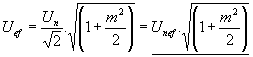 U_ef = U_n/√2 · √(1 + m²/2) = U_nef · √(1 + m²/2)